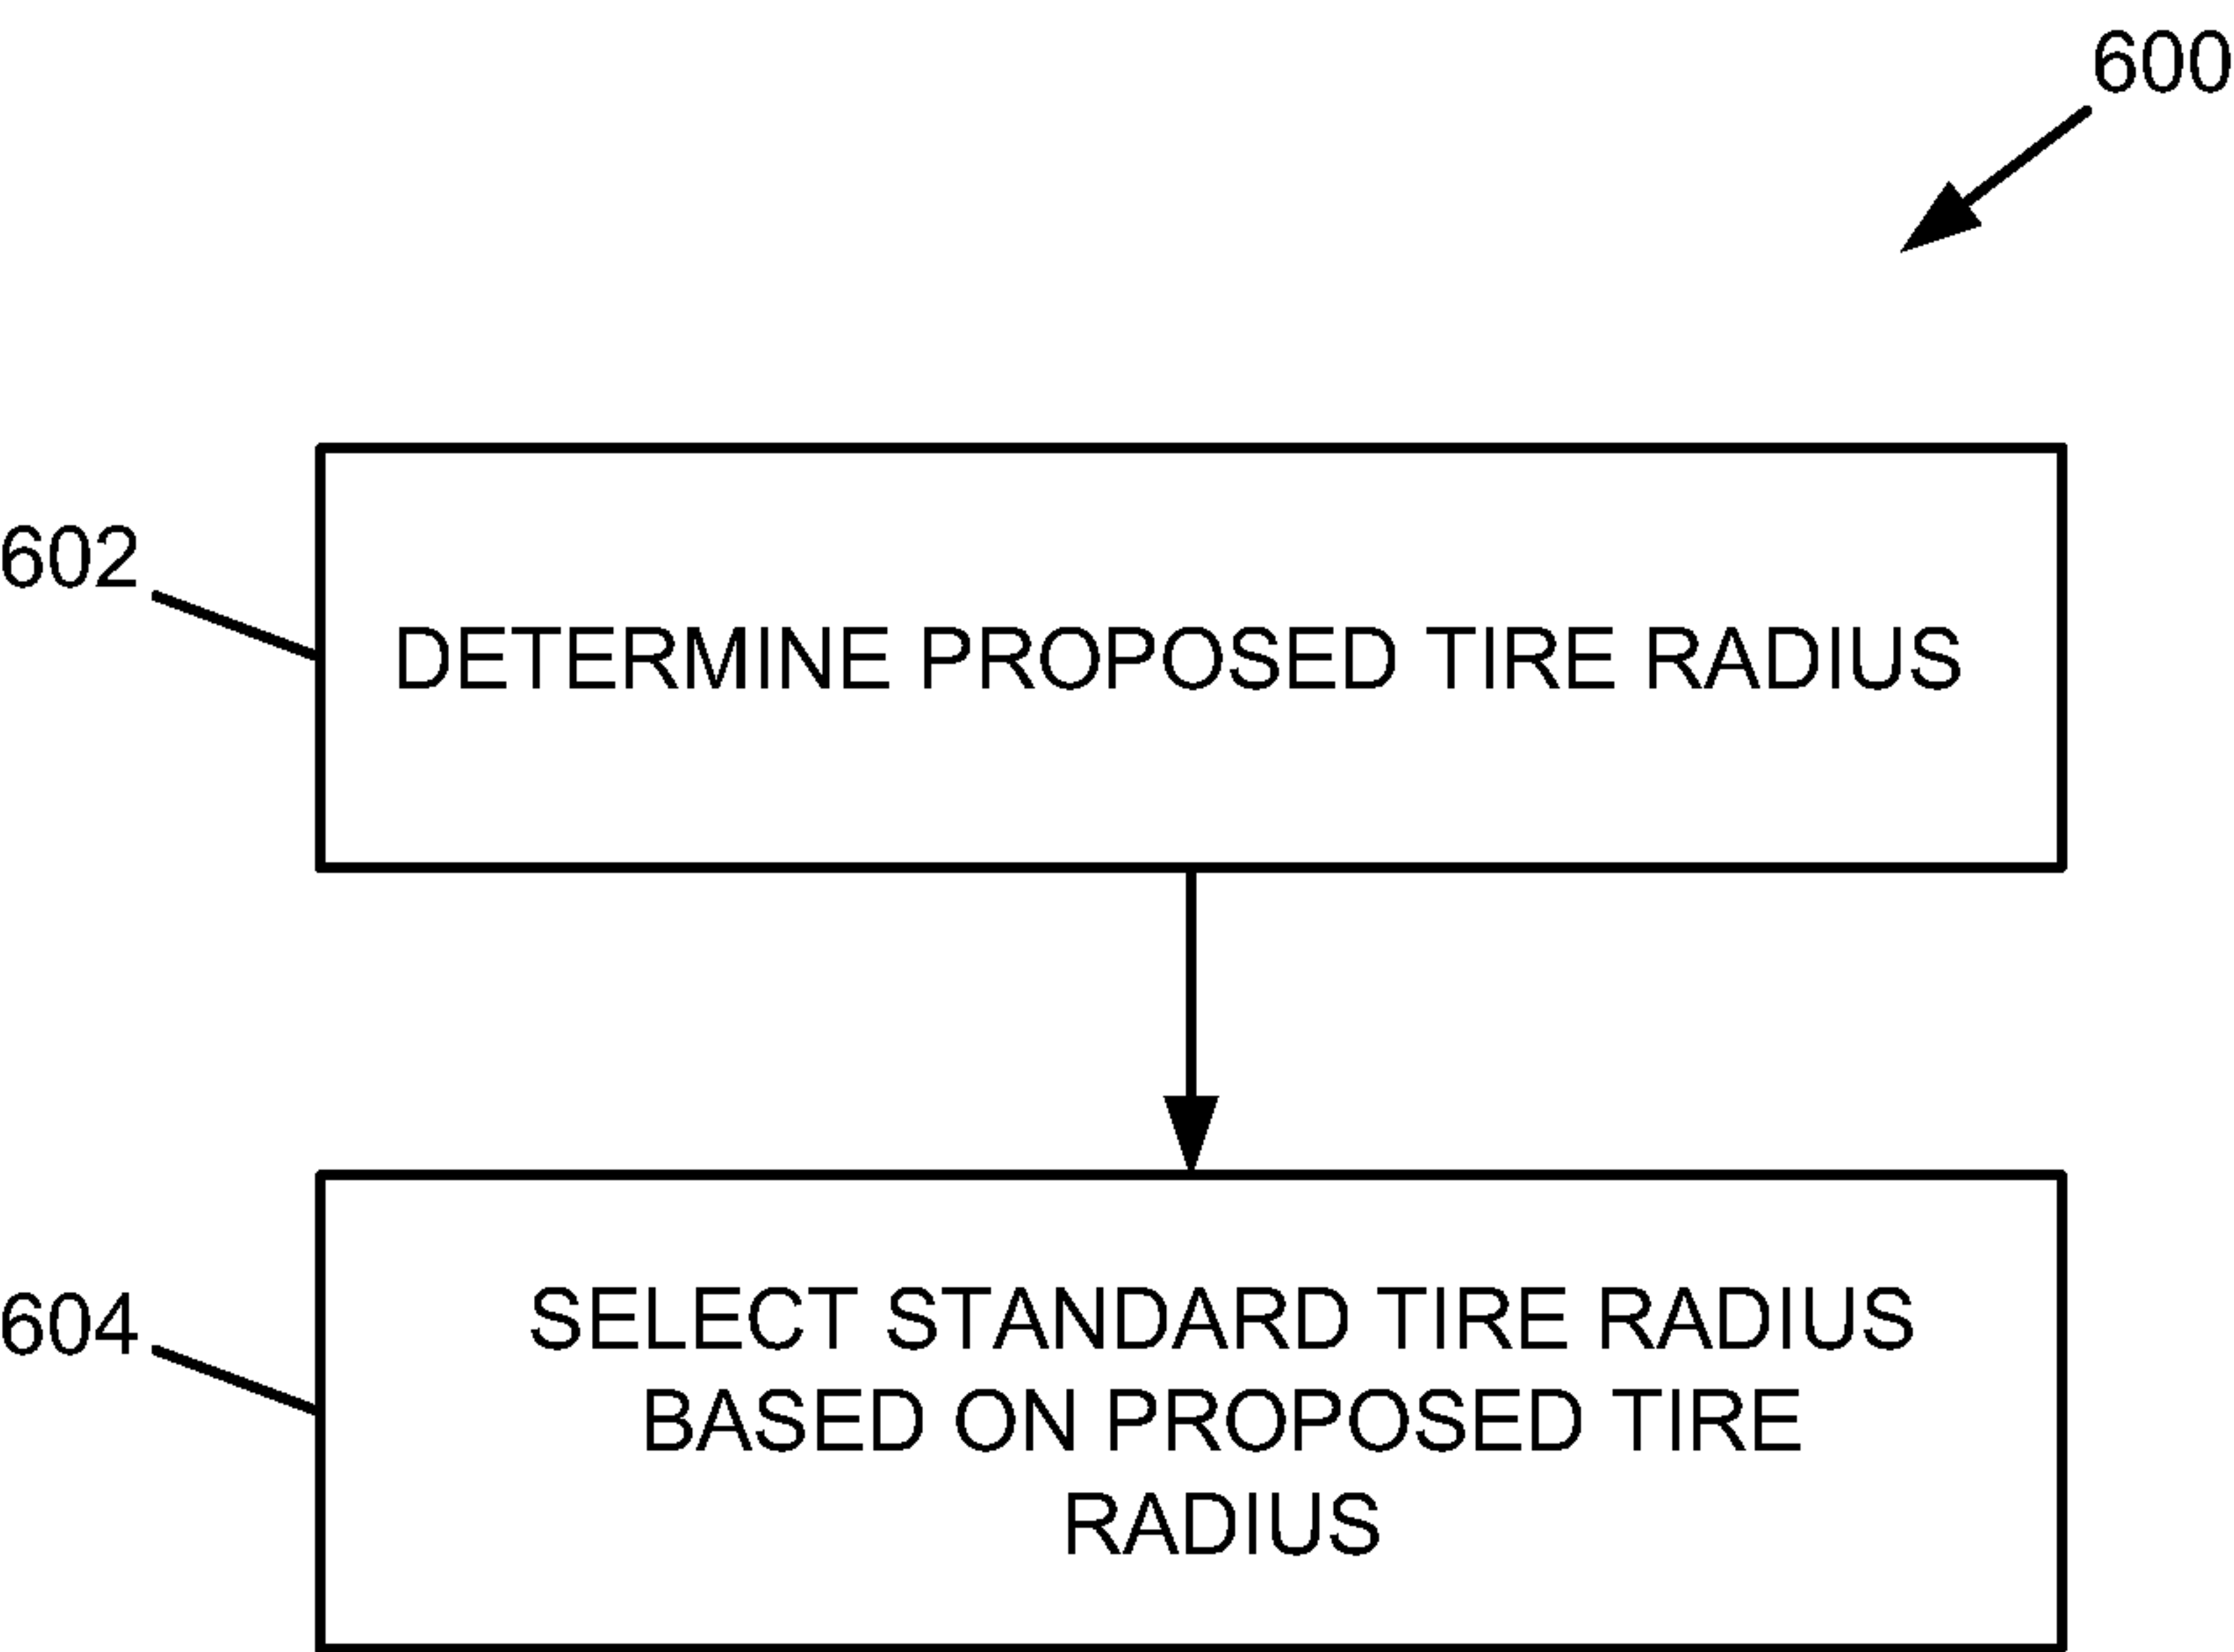 600
602
DETERMINE PROPOSED TIRE RADIUS
604
SELECT STANDARD TIRE RADIUS
BASED ON PROPOSED TIRE
RADIUS